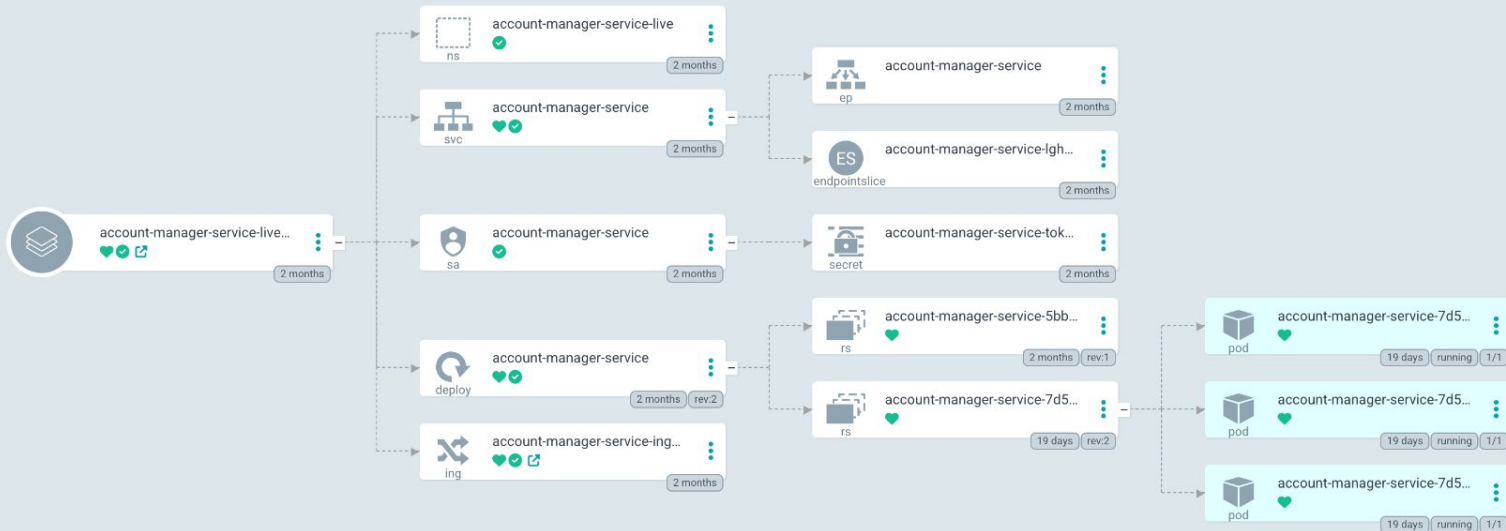 account-manager-service-live...
2 months
account-manager-service-live
ns
2 months
account-manager-service
svc
2 months
account-manager-service
ep
2 months
ES
account-manager-service-lgh...
endpointslice
2 months
account-manager-service
sa
2 months
account-manager-service-tok...
secret
2 months
account-manager-service
deploy
2 months rev:2
account-manager-service-5bb...
rs
2 months rev:1
account-manager-service-7d5...
rs
19 days rev:2
account-manager-service-7d5...
pod
19 days running 1/1
account-manager-service-7d5...
pod
19 days running 1/1
account-manager-service-7d5...
pod
19 days running 1/1
account-manager-service-ing...
ing
2 months